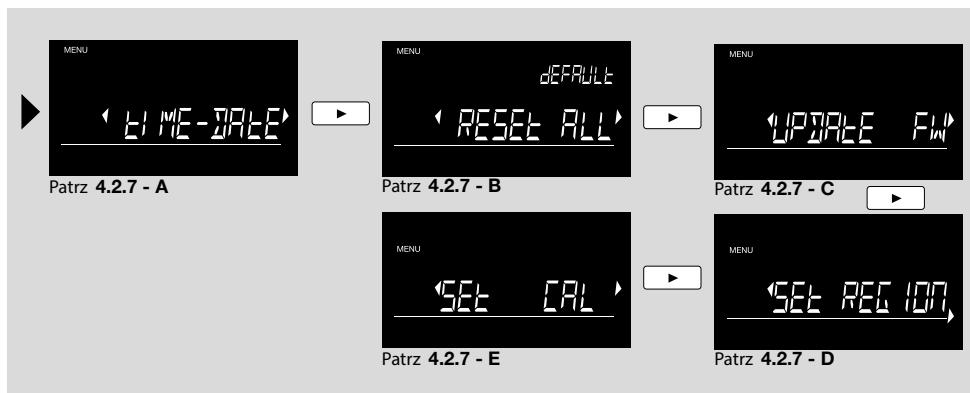 MENU
tIME-DAtE
Patrz 4.2.7 - A
MENU
dEFAULt
RESEt ALL
Patrz 4.2.7 - B
MENU
UPDAtE FW
Patrz 4.2.7 - C
MENU
SEt CAL
Patrz 4.2.7 - E
MENU
SEt REGION
Patrz 4.2.7 - D